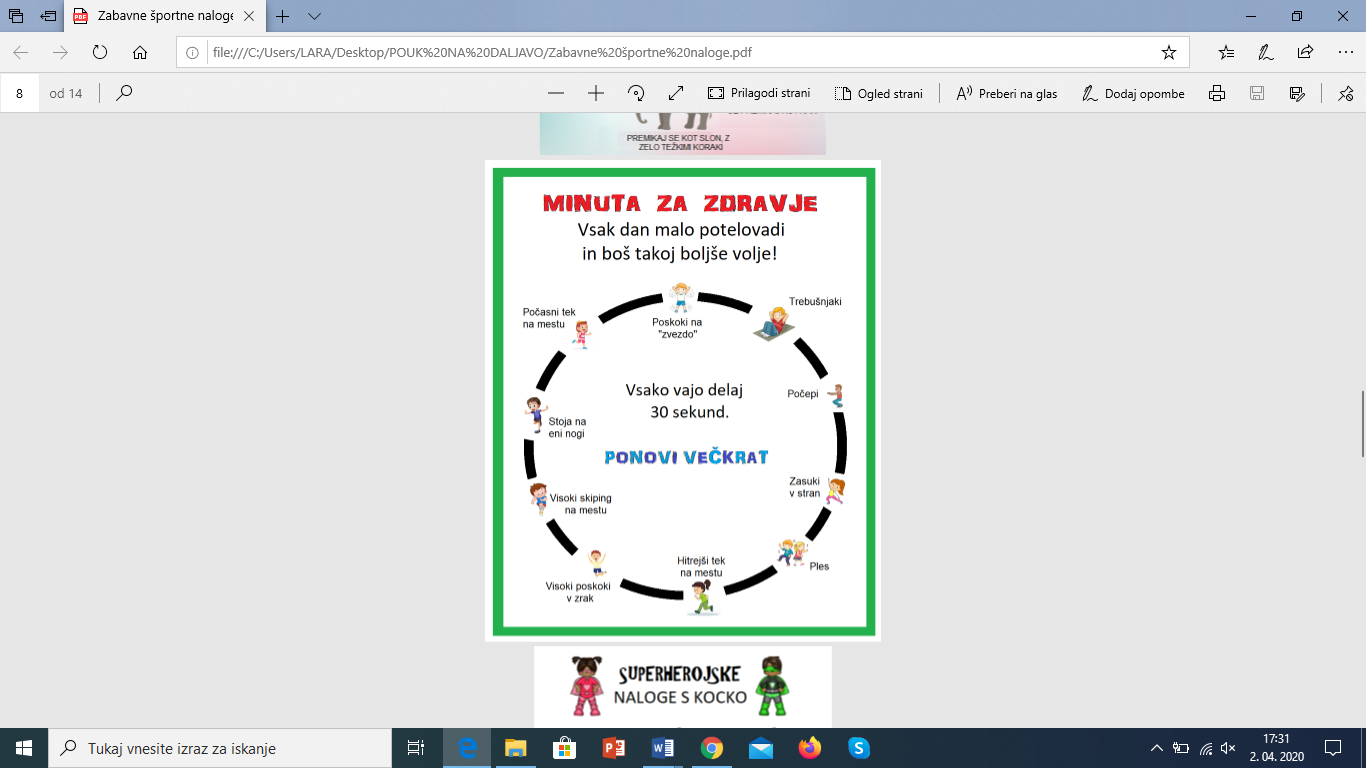 Zabavne športne naloge
file:///C:/Users/LARA/Desktop/POUK%20NA%20DALJAVO/Zabavne%20športne%20naloge.pdf
8 od 14
Prilagodi strani
Ogled strani
Preberi na glas
Dodaj opombe
PREMIKAJ SE KOT SLON, Z
ZELO TEŽKIMI KORAKI
MINUTA ZA ZDRAVJE
Vsak dan malo potelovadi
in boš takoj boljše volje!
Poskoki na
"zvezdo"
Trebušnjaki
Počepi
Zasuki
v stran
Ples
Hitrejši tek
na mestu
Visoki poskoki
v zrak
Visoki skiping
na mestu
Stoja na
eni nogi
Počasni tek
na mestu
Vsako vajo delaj
30 sekund.
PONOVI VEČKRAT
SUPERHEROJSKE
NALOGE S KOCKO
Tukaj vnesite izraz za iskanje
17:31
2. 04. 2020